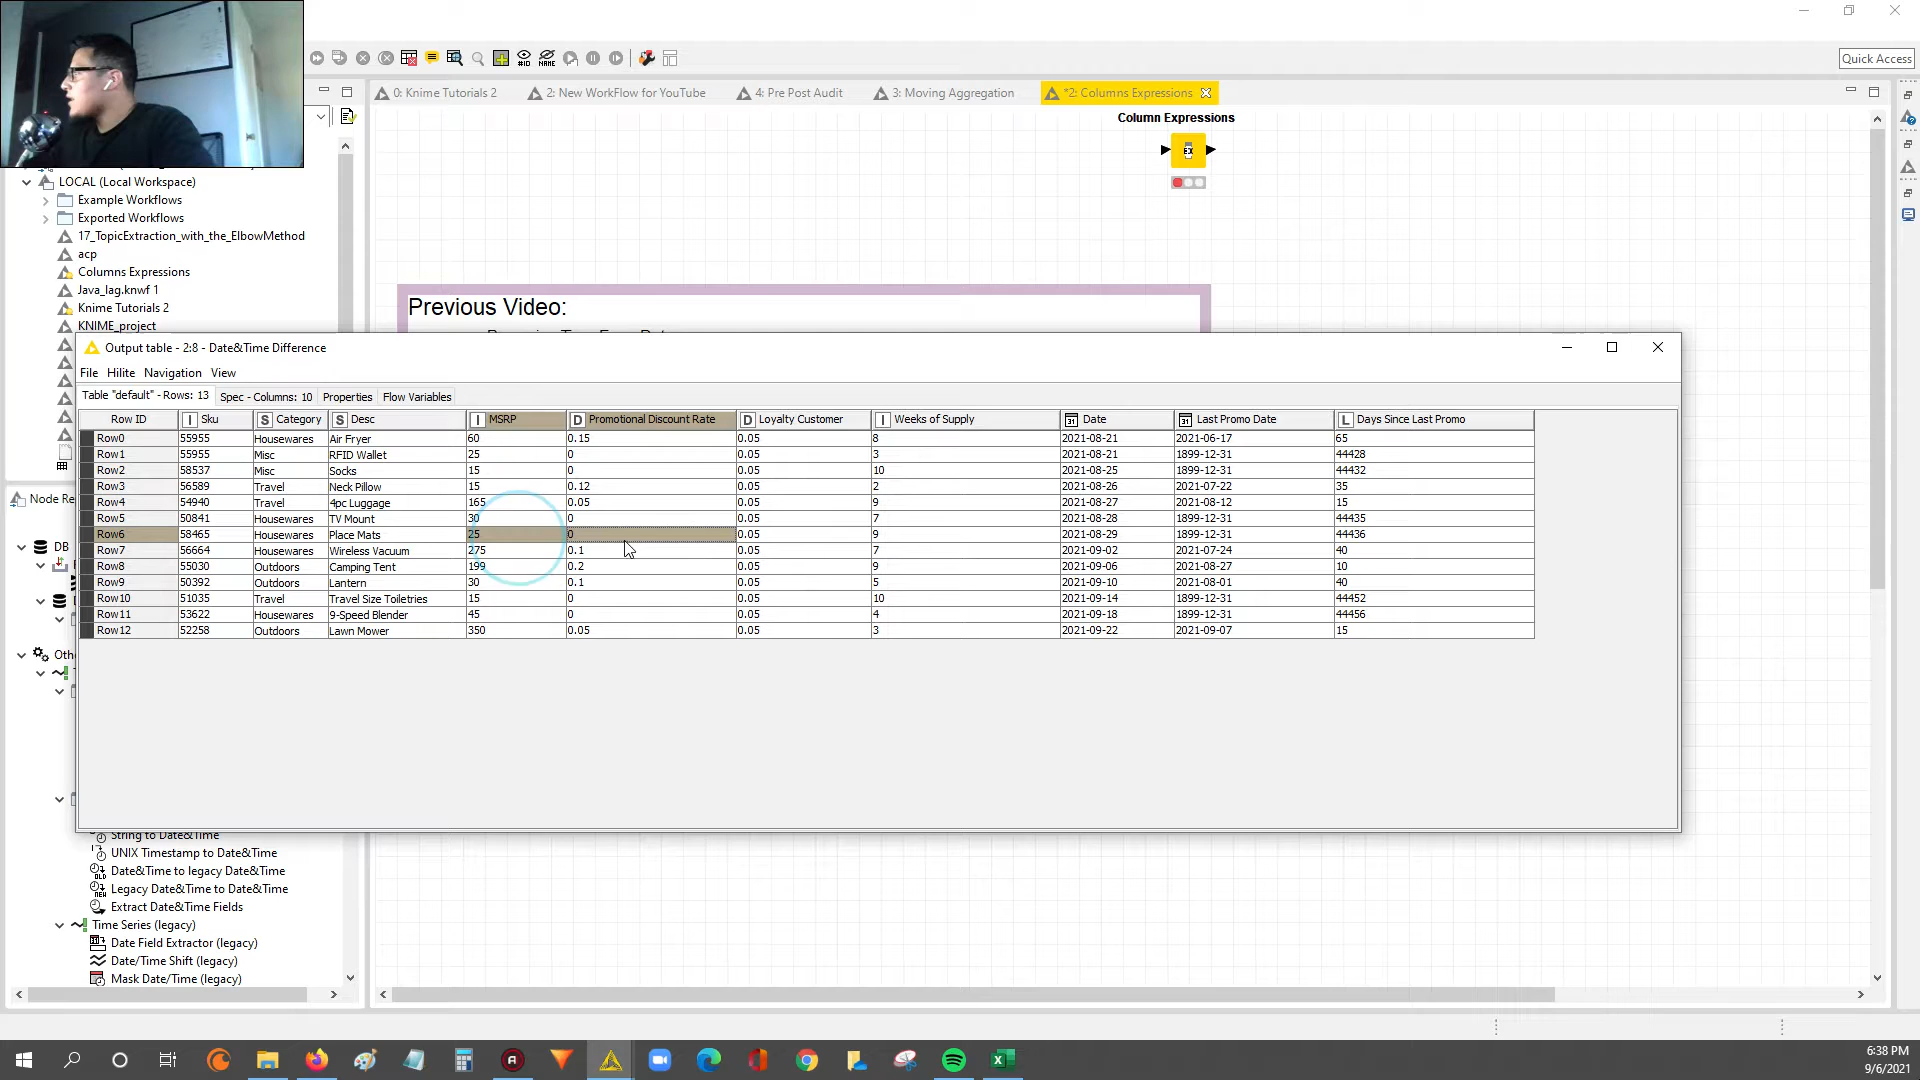 Quick Access
0: Knime Tutorials 2
2: New WorkFlow for YouTube
4: Pre Post Audit
3: Moving Aggregation
*2: Columns Expressions
Column Expressions
LOCAL (Local Workspace)
Example Workflows
Exported Workflows
17_TopicExtraction_with_the_ElbowMethod
acp
Columns Expressions
Java_lag.knwf 1
Knime Tutorials 2
KNIME_project
Previous Video:
Output table - 2:8 - Date&Time Difference
File Hilite Navigation View
Table "default" - Rows: 13 Spec - Columns: 10 Properties Flow Variables
Row ID I Sku S Category S Desc I MSRP D Promotional Discount Rate D Loyalty Customer I Weeks of Supply Date Last Promo Date L Days Since Last Promo
Row0 55955 Housewares Air Fryer 60 0.15 0.05 8 2021-08-21 2021-06-17 65
Row1 55955 Misc RFID Wallet 25 0 0.05 3 2021-08-21 1899-12-31 44428
Row2 58537 Misc Socks 15 0 0.05 10 2021-08-25 1899-12-31 44432
Row3 56589 Travel Neck Pillow 15 0.12 0.05 2 2021-08-26 2021-07-22 35
Row4 54940 Travel 4pc Luggage 165 0.05 0.05 9 2021-08-27 2021-08-12 15
Row5 50841 Housewares TV Mount 30 0 0.05 7 2021-08-28 1899-12-31 44435
Row6 58465 Housewares Place Mats 25 0 0.05 9 2021-08-29 1899-12-31 44436
Row7 56664 Housewares Wireless Vacuum 275 0.1 0.05 7 2021-09-02 2021-07-24 40
Row8 55030 Outdoors Camping Tent 199 0.2 0.05 9 2021-09-06 2021-08-27 10
Row9 50392 Outdoors Lantern 30 0.1 0.05 5 2021-09-10 2021-08-01 40
Row10 51035 Travel Travel Size Toiletries 15 0 0.05 10 2021-09-14 1899-12-31 44452
Row11 53622 Housewares 9-Speed Blender 45 0 0.05 4 2021-09-18 1899-12-31 44456
Row12 52258 Outdoors Lawn Mower 350 0.05 0.05 3 2021-09-22 2021-09-07 15
Node Re
DB
Oth
String to Date&Time
UNIX Timestamp to Date&Time
Date&Time to legacy Date&Time
Legacy Date&Time to Date&Time
Extract Date&Time Fields
Time Series (legacy)
Date Field Extractor (legacy)
Date/Time Shift (legacy)
Mask Date/Time (legacy)
6:38 PM
9/6/2021